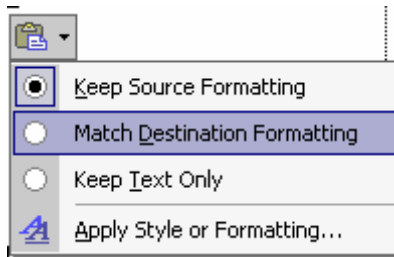 Keep Source Formatting
Match Destination Formatting
Keep Text Only
Apply Style or Formatting...